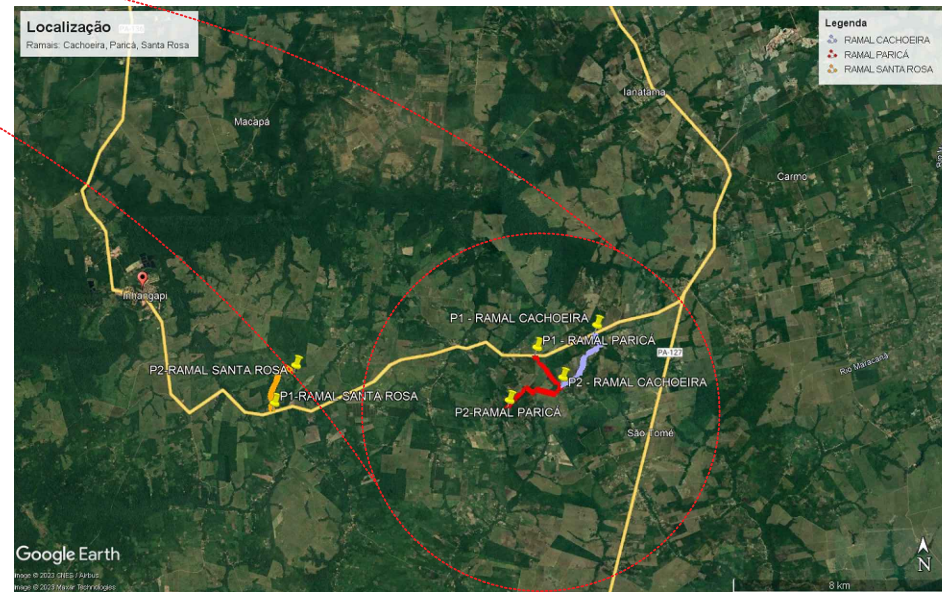 Localização
Ramais: Cachoeira, Paricá, Santa Rosa
Legenda
RAMAL CACHOEIRA
RAMAL PARICÁ
RAMAL SANTA ROSA
Ianatama
Macapá
Carmo
Inhangapi
P1 - RAMAL CACHOEIRA
P1 - RAMAL PARICÁ
PA-127
Rio Maracanã
P2-RAMAL SANTA ROSA
P2 - RAMAL CACHOEIRA
P1-RAMAL SANTA ROSA
P2-RAMAL PARICÁ
São Tomé
Google Earth
Image © 2023 CNES / Airbus
Image © 2023 Maxar Technologies
N
8 km